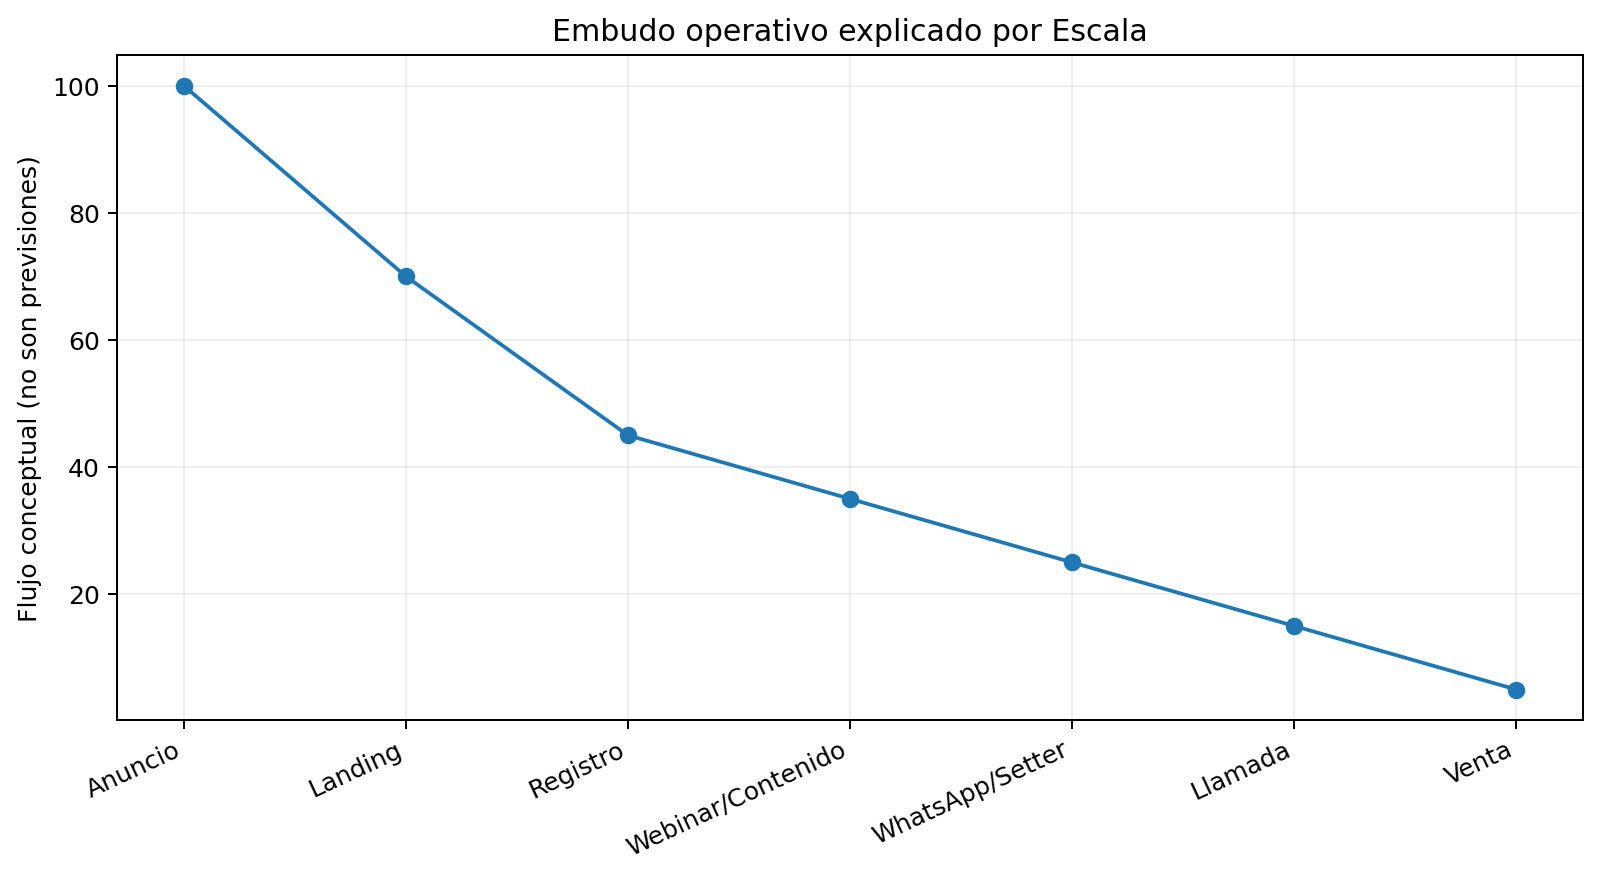 Embudo operativo explicado por Escala
Flujo conceptual (no son previsiones)
100
80
60
40
20
Anuncio
Landing
Registro
Webinar/Contenido
WhatsApp/Setter
Llamada
Venta